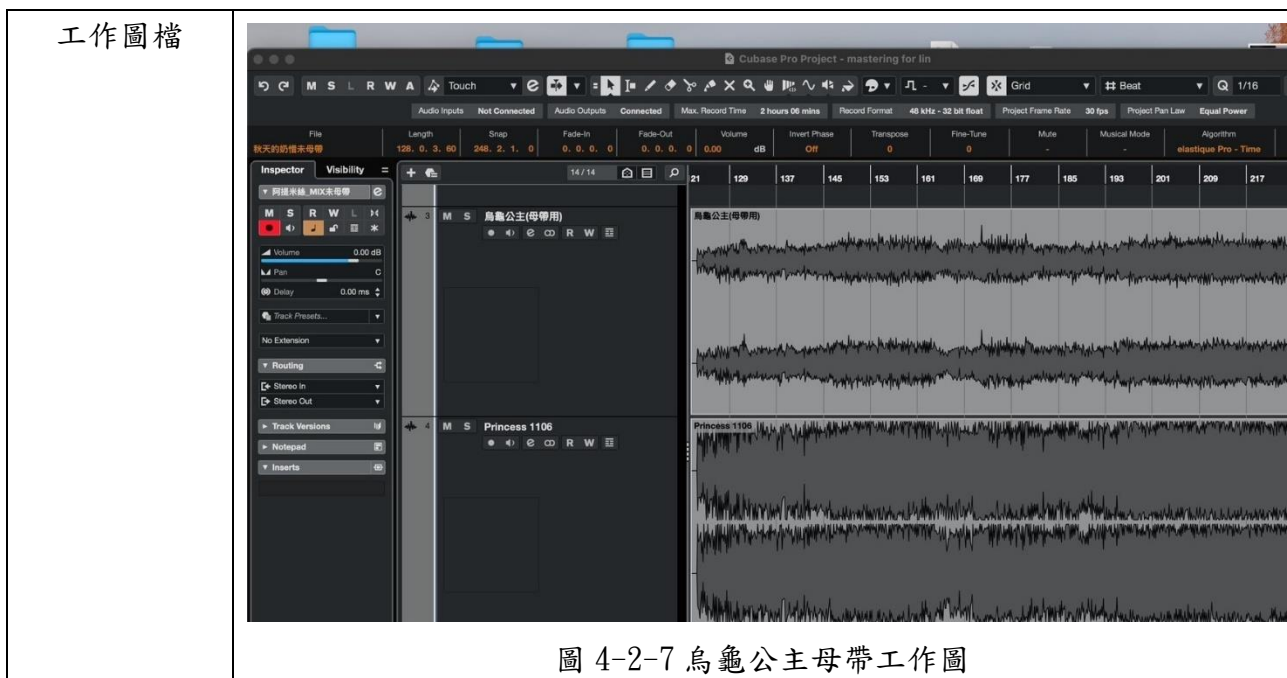 工作圖檔
Cubase Pro Project - mastering for lin
M S L R W A Touch Grid Beat 1/16
Audio Inputs Not Connected Audio Outputs Connected Max. Record Time 2 hours 06 mins Record Format 48 kHz - 32 bit float Project Frame Rate 30 fps Project Pan Law Equal Power
File Length Snap Fade-In Fade-Out Volume Invert Phase Transpose Fine-Tune Mute Musical Mode Algorithm
128. 0. 3. 60 248. 2. 1. 0 0. 0. 0. 0 0. 0. 0. 0 0.00 dB Off 0 0 - - elastique Pro - Time
Inspector Visibility
14 / 14
21 129 137 145 153 161 169 177 185 193 201 209 217
阿提米絲_MIX未母帶
M S R W L
Volume 0.00 dB
Pan C
Delay 0.00 ms
Track Presets...
No Extension
Routing
Stereo In
Stereo Out
Track Versions
Notepad
Inserts
3 M S 烏龜公主(母帶用)
R W
烏龜公主(母帶用)
4 M S Princess 1106
R W
Princess 1106
圖 4-2-7 烏龜公主母帶工作圖